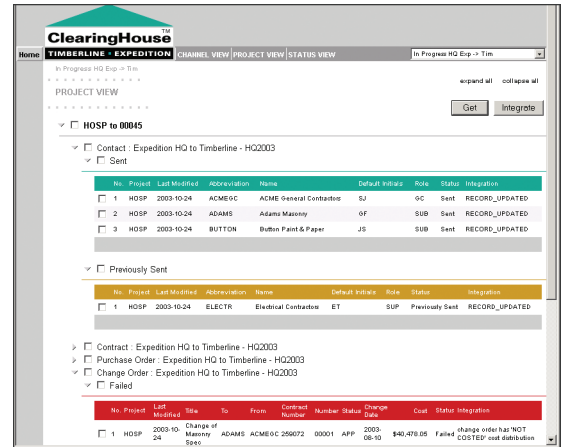 ClearingHouse
Home TIMBERLINE • EXPEDITION CHANNEL VIEW PROJECT VIEW STATUS VIEW In Progress HQ Exp -> Tim
In Progress HQ Exp -> Tim
expand all collapse all
PROJECT VIEW
Get Integrate
HOSP to 00045
Contact : Expedition HQ to Timberline - HQ2003
Sent
No. Project Last Modified Abbreviation Name Default Initials Role Status Integration
1 HOSP 2003-10-24 ACMEGC ACME General Contractors SJ GC Sent RECORD_UPDATED
2 HOSP 2003-10-24 ADAMS Adams Masonry GF SUB Sent RECORD_UPDATED
3 HOSP 2003-10-24 BUTTON Button Paint & Paper JS SUB Sent RECORD_UPDATED
Previously Sent
No. Project Last Modified Abbreviation Name Default Initials Role Status Integration
1 HOSP 2003-10-24 ELECTR Electrical Contractors ET SUP Previously Sent RECORD_UPDATED
Contract : Expedition HQ to Timberline - HQ2003
Purchase Order : Expedition HQ to Timberline - HQ2003
Change Order : Expedition HQ to Timberline - HQ2003
Failed
No. Project Last Modified Title To From Contract Number Number Status Change Date Cost Status Integration
1 HOSP 2003-10-24 Change of Masonry Spec ADAMS ACMEGC 259072 00001 APP 2003-08-10 $40,478.05 Failed change order has 'NOT COSTED' cost distribution